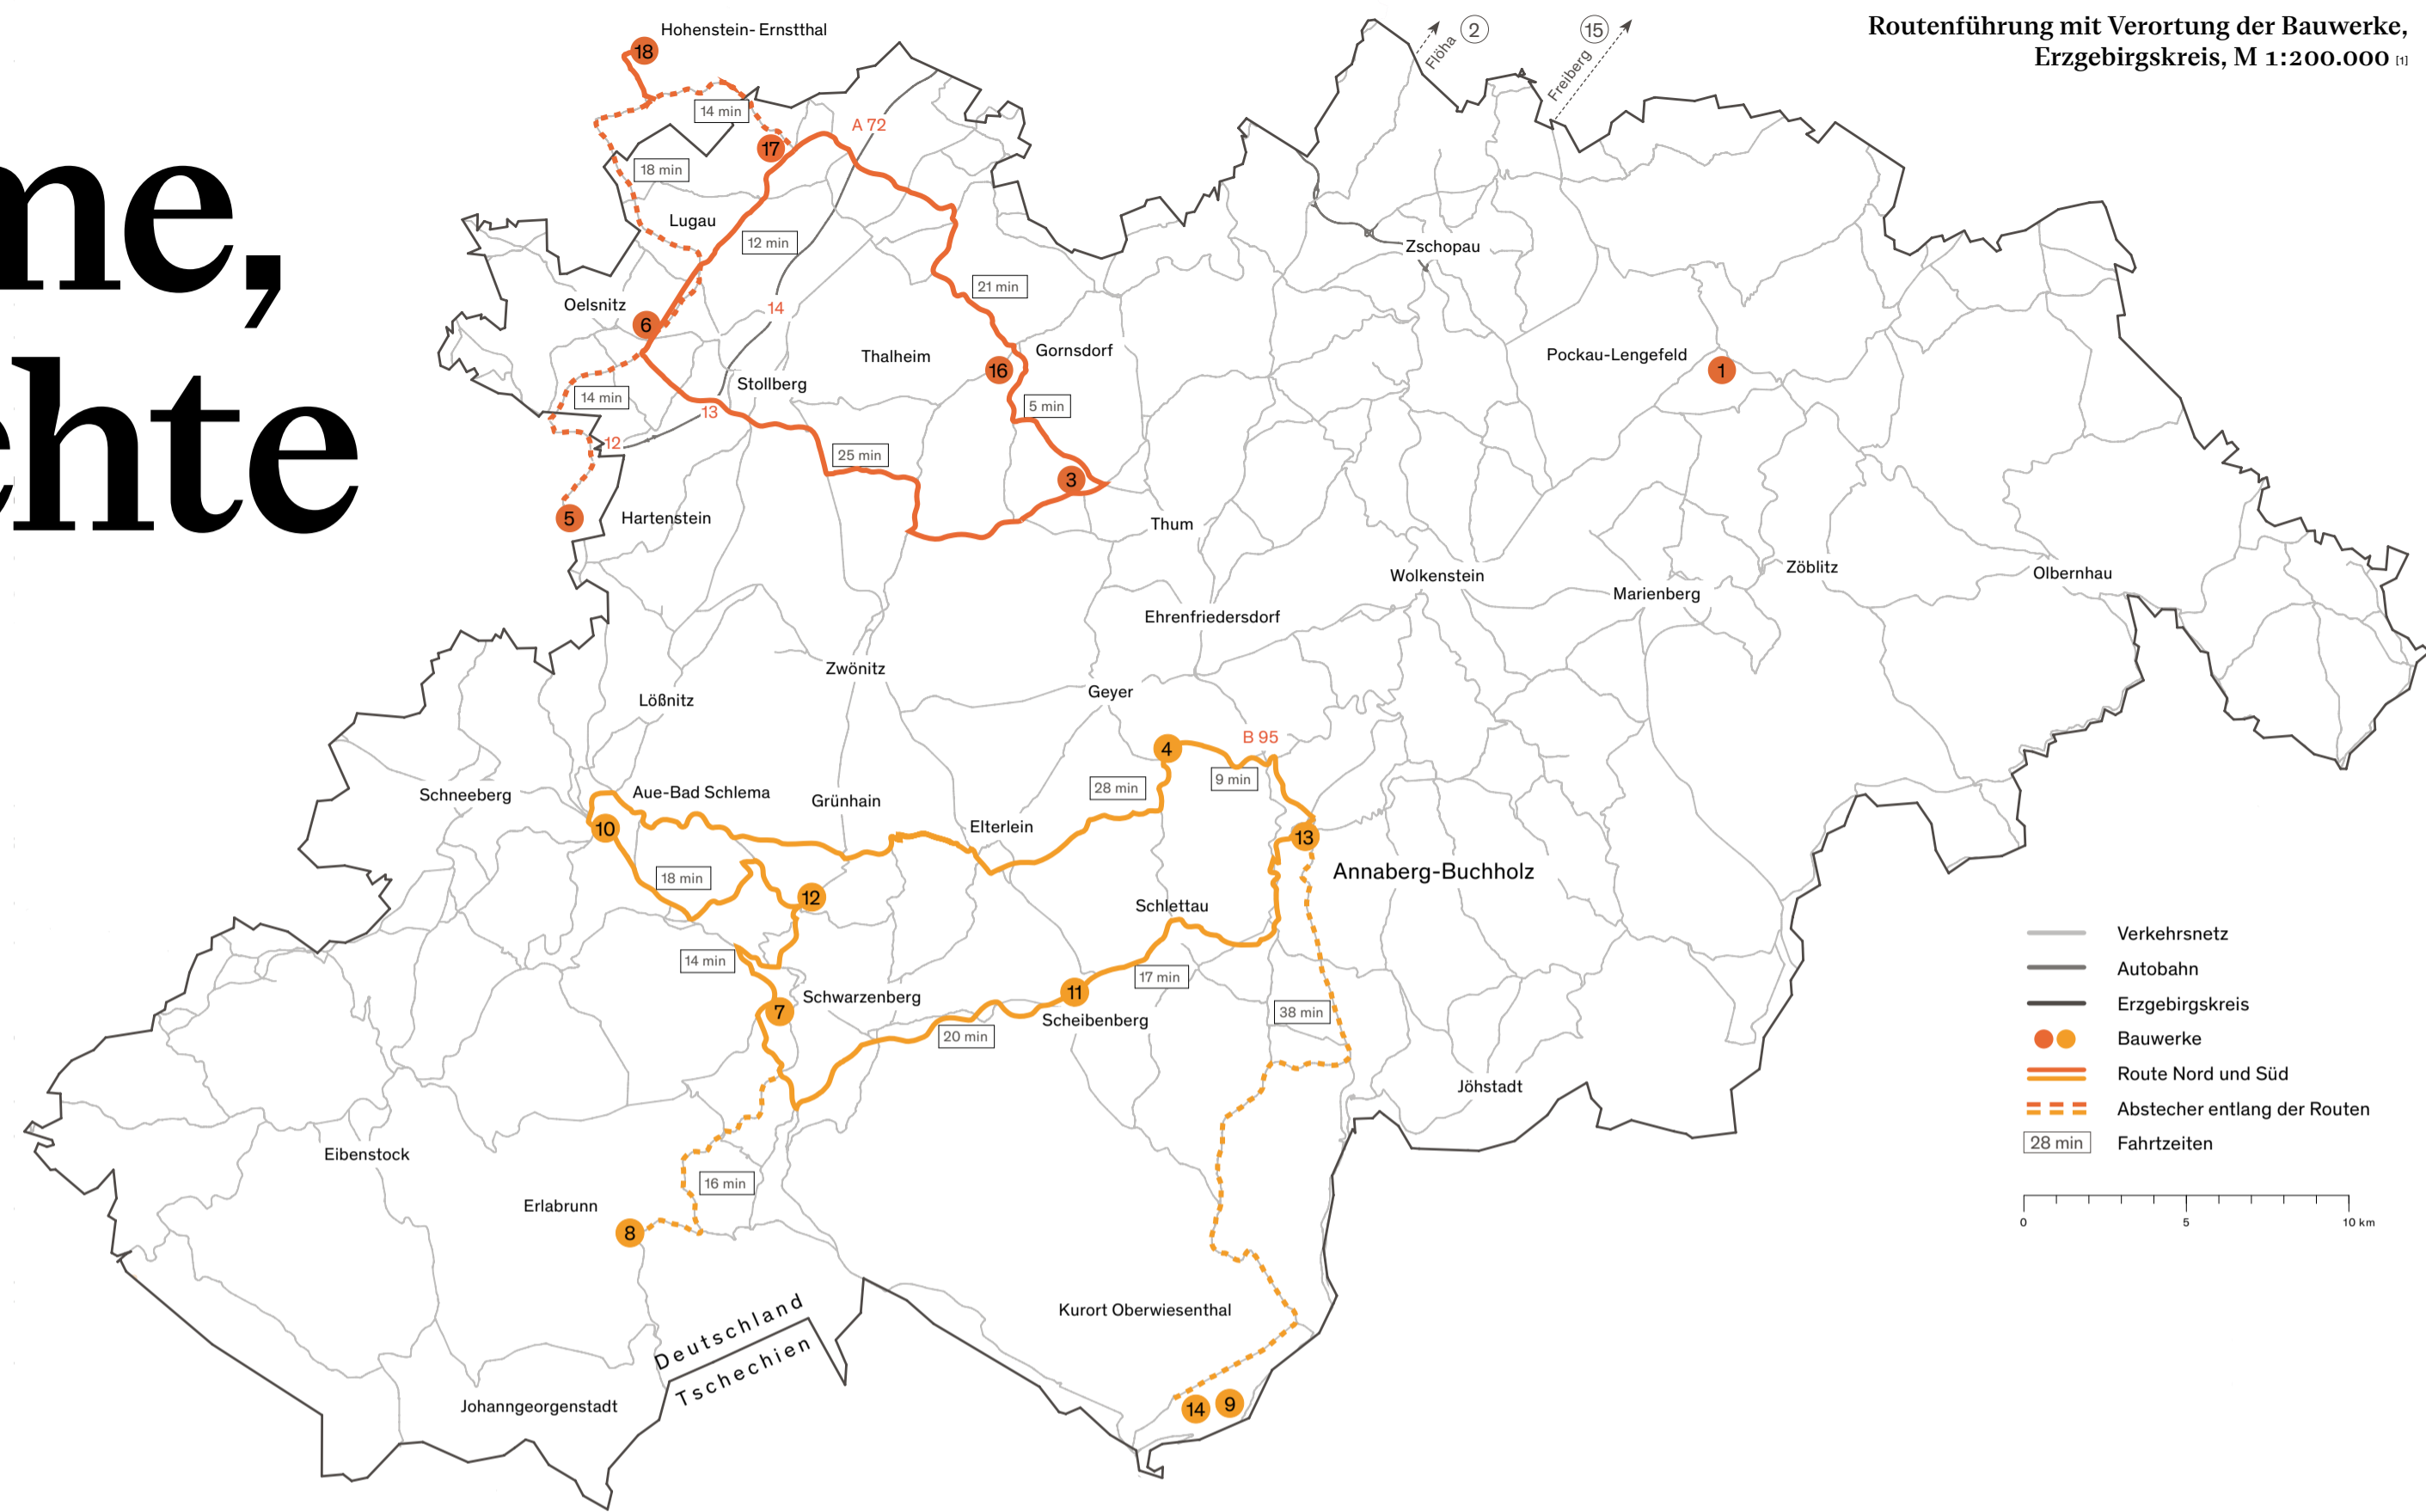 me,
chte
Routenführung mit Verortung der Bauwerke,
Erzgebirgskreis, M 1:200.000 [1]
Flöha
2
Freiberg
15
Hohenstein-Ernstthal
18
14 min
A 72
17
18 min
Lugau
12 min
Zschopau
21 min
Oelsnitz
14
6
Thalheim
Gornsdorf
Pockau-Lengefeld
16
1
Stollberg
14 min
13
5 min
12
25 min
3
5
Hartenstein
Thum
Wolkenstein
Zöblitz
Olbernhau
Marienberg
Ehrenfriedersdorf
Zwönitz
Geyer
Lößnitz
B 95
4
9 min
28 min
Schneeberg
Aue-Bad Schlema
Grünhain
10
Elterlein
13
Annaberg-Buchholz
18 min
12
Schlettau
14 min
17 min
7
Schwarzenberg
11
Scheibenberg
38 min
20 min
Jöhstadt
Eibenstock
16 min
Erlabrunn
8
Kurort Oberwiesenthal
Deutschland
Tschechien
Johanngeorgenstadt
14
9
Verkehrsnetz
Autobahn
Erzgebirgskreis
Bauwerke
Route Nord und Süd
Abstecher entlang der Routen
28 min
Fahrtzeiten
0 5 10 km